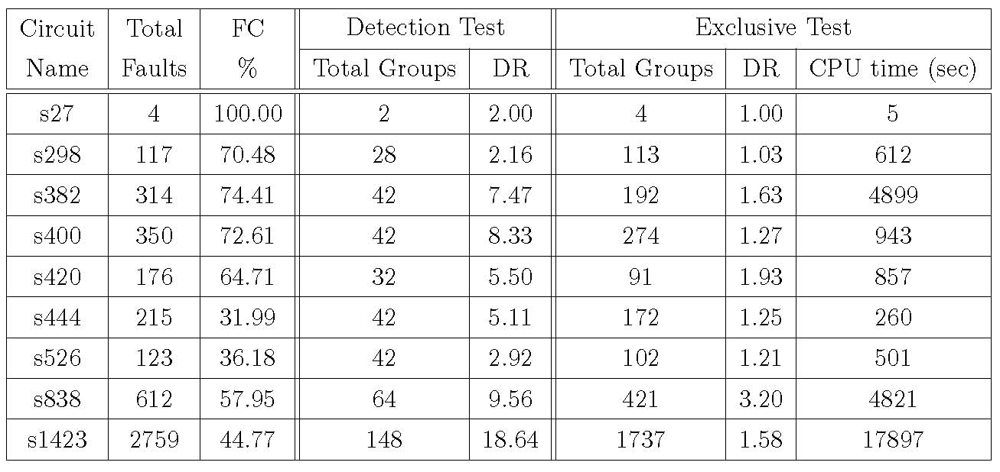 Circuit Total FC Detection Test Exclusive Test
Name Faults % Total Groups DR Total Groups DR CPU time (sec)
s27 4 100.00 2 2.00 4 1.00 5
s298 117 70.48 28 2.16 113 1.03 612
s382 314 74.41 42 7.47 192 1.63 4899
s400 350 72.61 42 8.33 274 1.27 943
s420 176 64.71 32 5.50 91 1.93 857
s444 215 31.99 42 5.11 172 1.25 260
s526 123 36.18 42 2.92 102 1.21 501
s838 612 57.95 64 9.56 421 3.20 4821
s1423 2759 44.77 148 18.64 1737 1.58 17897